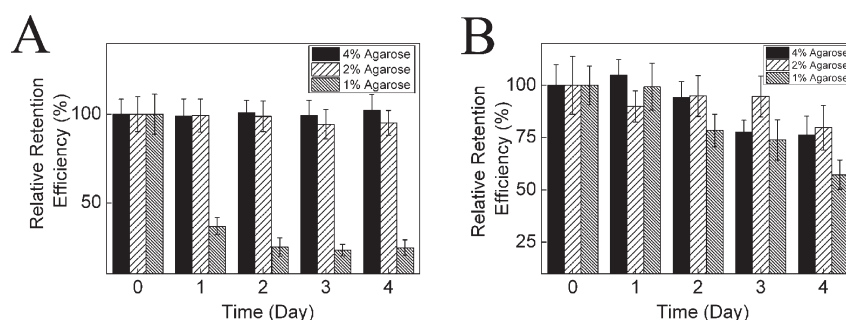 A
Relative Retention
Efficiency (%)
100
50
4% Agarose
2% Agarose
1% Agarose
0 1 2 3 4
Time (Day)
B
Relative Retention
Efficiency (%)
100
75
50
25
4% Agarose
2% Agarose
1% Agarose
0 1 2 3 4
Time (Day)